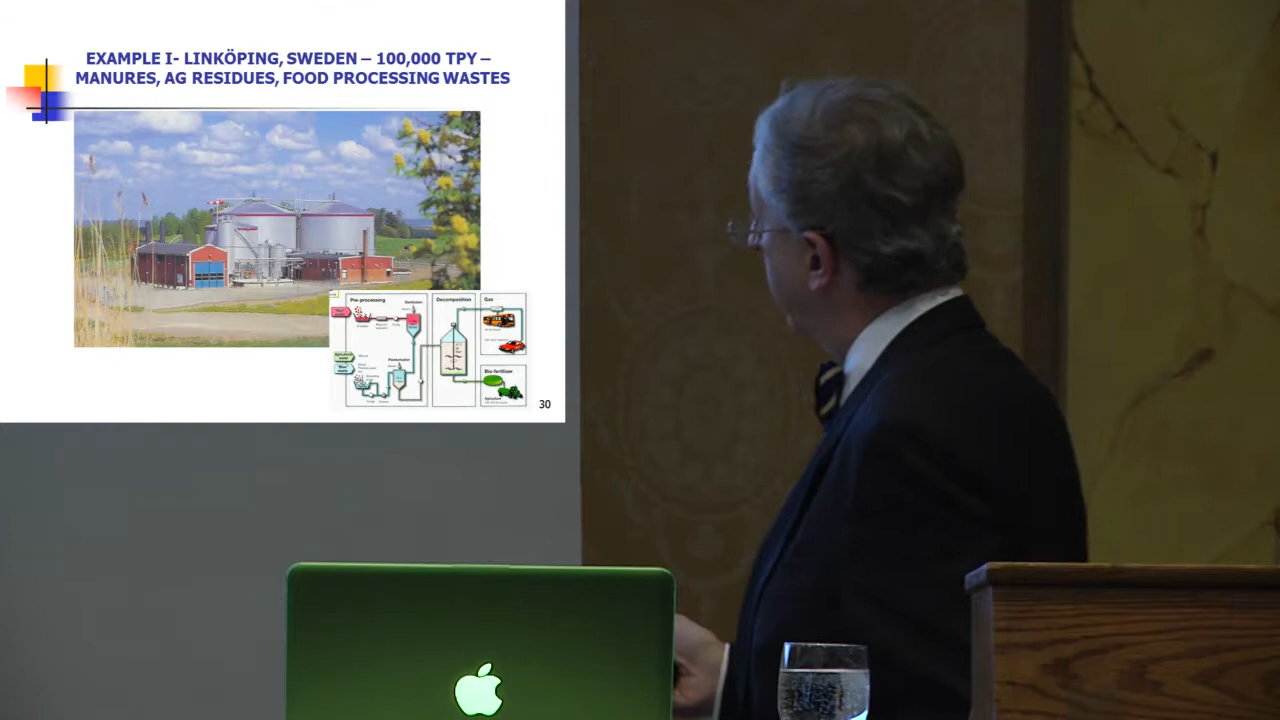 EXAMPLE I- LINKÖPING, SWEDEN – 100,000 TPY –
MANURES, AG RESIDUES, FOOD PROCESSING WASTES
Pre-processing
Decomposition
Gas
Bio-fertilizer
Agriculture
30